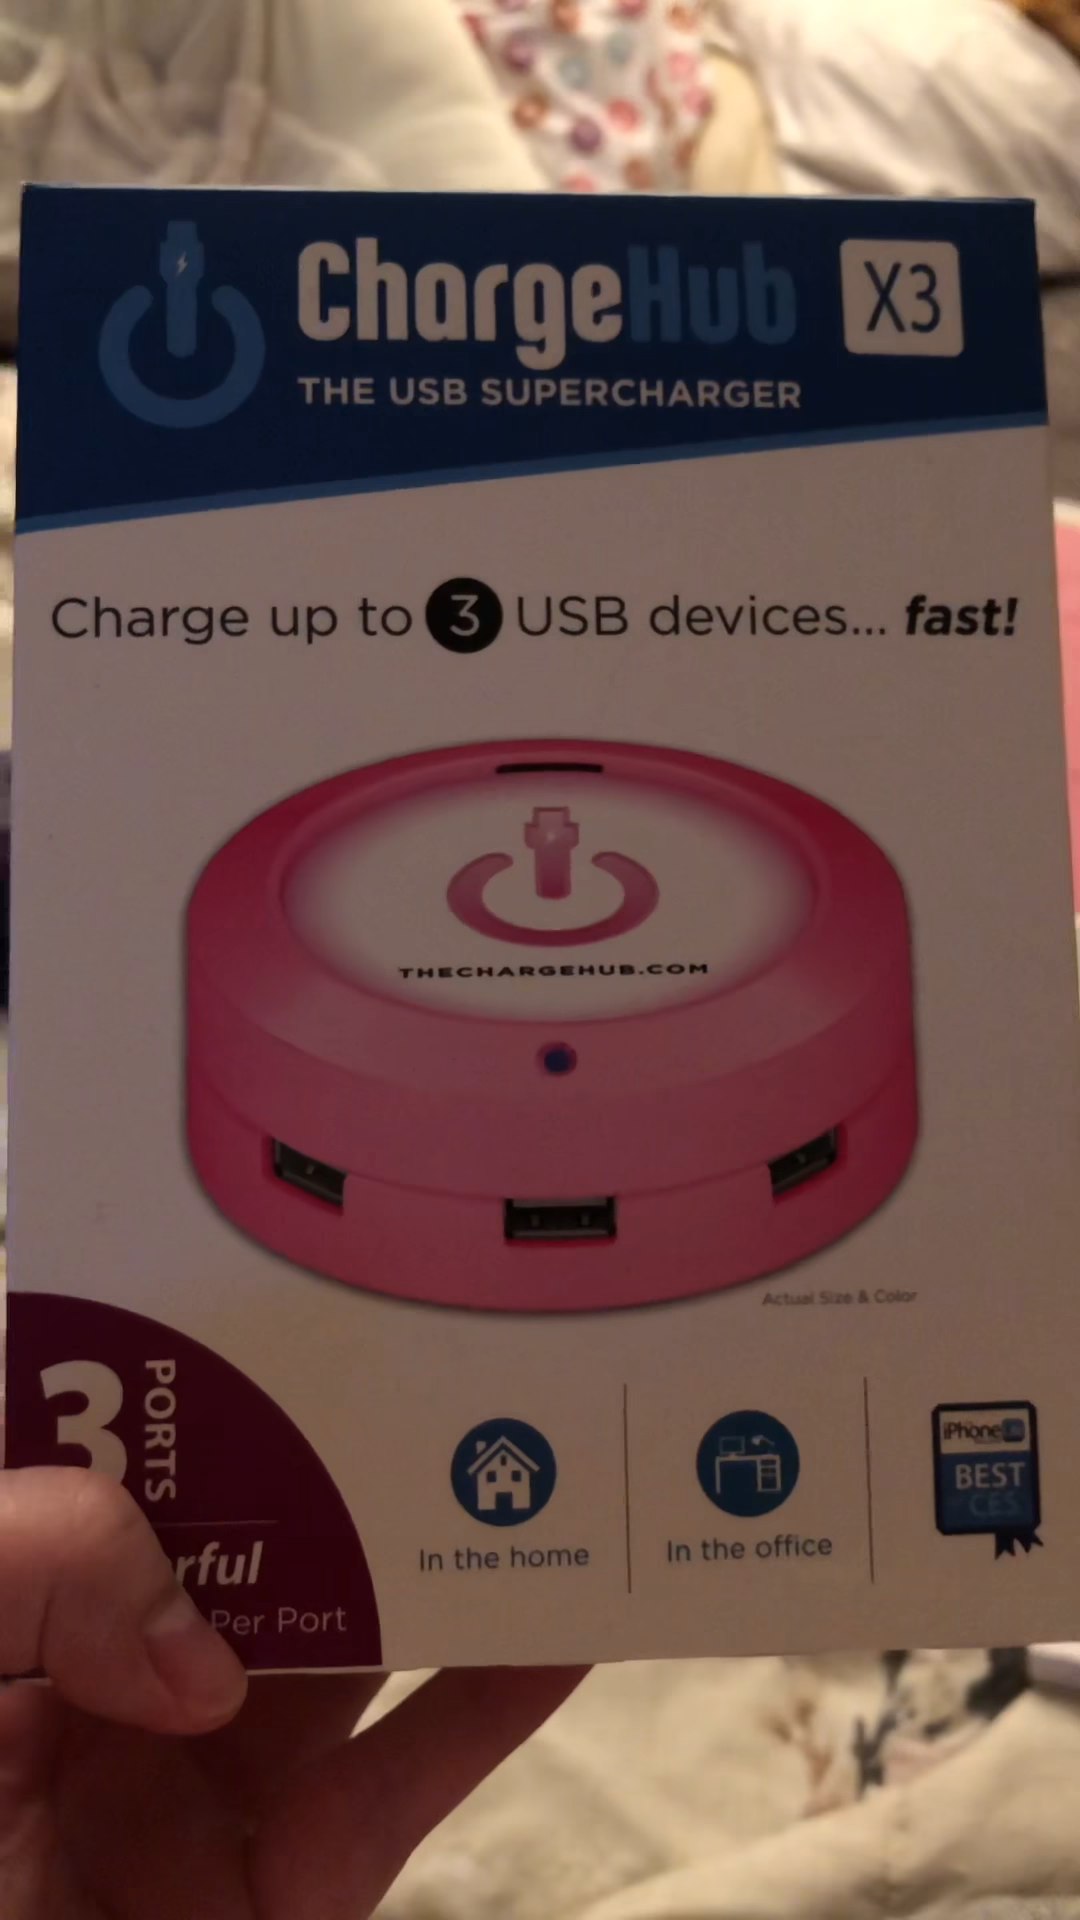 ChargeHub X3
THE USB SUPERCHARGER
Charge up to 3 USB devices... fast!
THECHARGEHUB.COM
Actual Size & Color
3 PORTS
Per Port
In the home
In the office
iPhone
BEST
CES